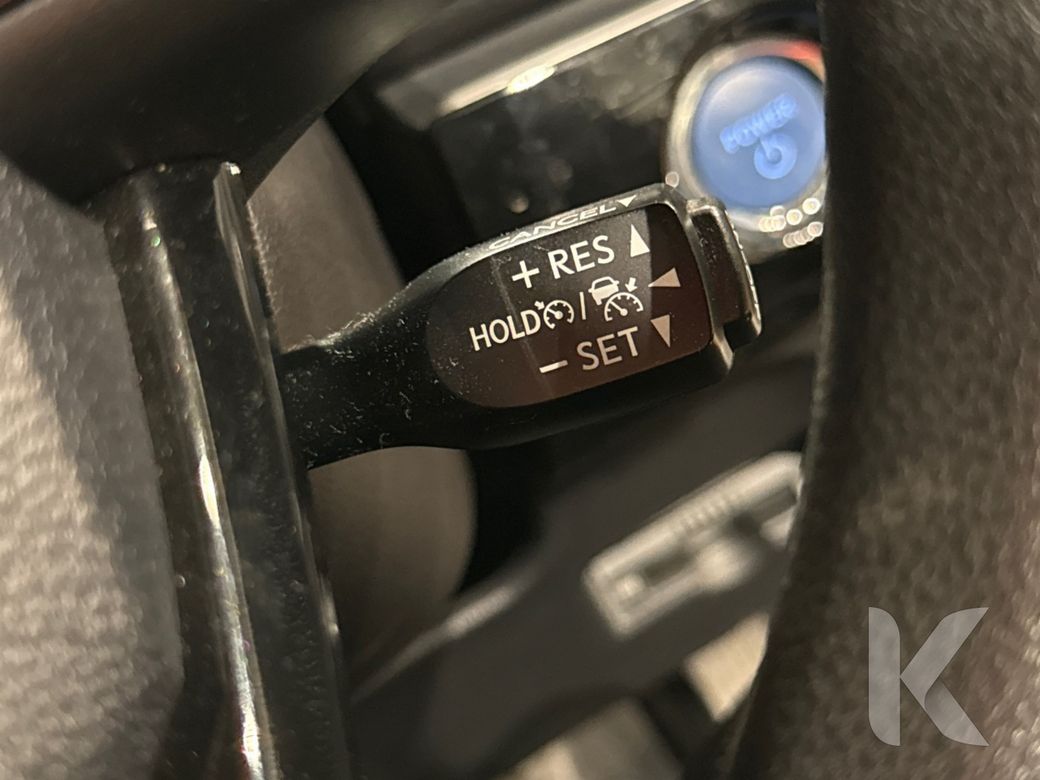 POWER
CANCEL▼
+ RES ▲
HOLD /
− SET ▼
K